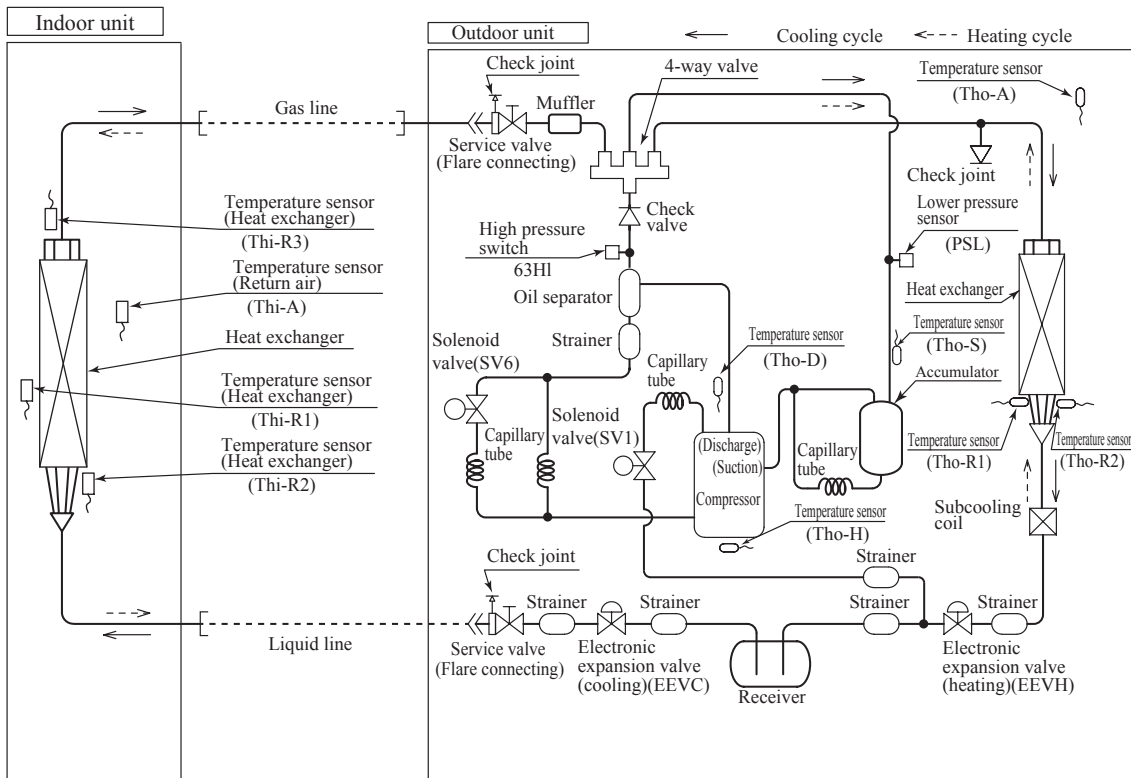 Indoor unit
Outdoor unit
Cooling cycle
Heating cycle
Check joint
4-way valve
Temperature sensor
(Tho-A)
Gas line
Muffler
Service valve
(Flare connecting)
Check joint
Check
valve
Lower pressure
sensor
(PSL)
Temperature sensor
(Heat exchanger)
(Thi-R3)
High pressure
switch
63Hl
Temperature sensor
(Return air)
(Thi-A)
Oil separator
Heat exchanger
Heat exchanger
Solenoid
valve(SV6)
Strainer
Temperature sensor
(Tho-D)
Temperature sensor
(Tho-S)
Capillary
tube
Accumulator
Temperature sensor
(Heat exchanger)
(Thi-R1)
Solenoid
valve(SV1)
Capillary
tube
(Discharge)
(Suction)
Compressor
Capillary
tube
Temperature sensor
(Tho-R1)
Temperature sensor
(Tho-R2)
Temperature sensor
(Heat exchanger)
(Thi-R2)
Temperature sensor
(Tho-H)
Subcooling
coil
Check joint
Strainer
Strainer
Strainer
Strainer
Strainer
Liquid line
Service valve
(Flare connecting)
Electronic
expansion valve
(cooling)(EEVC)
Receiver
Electronic
expansion valve
(heating)(EEVH)